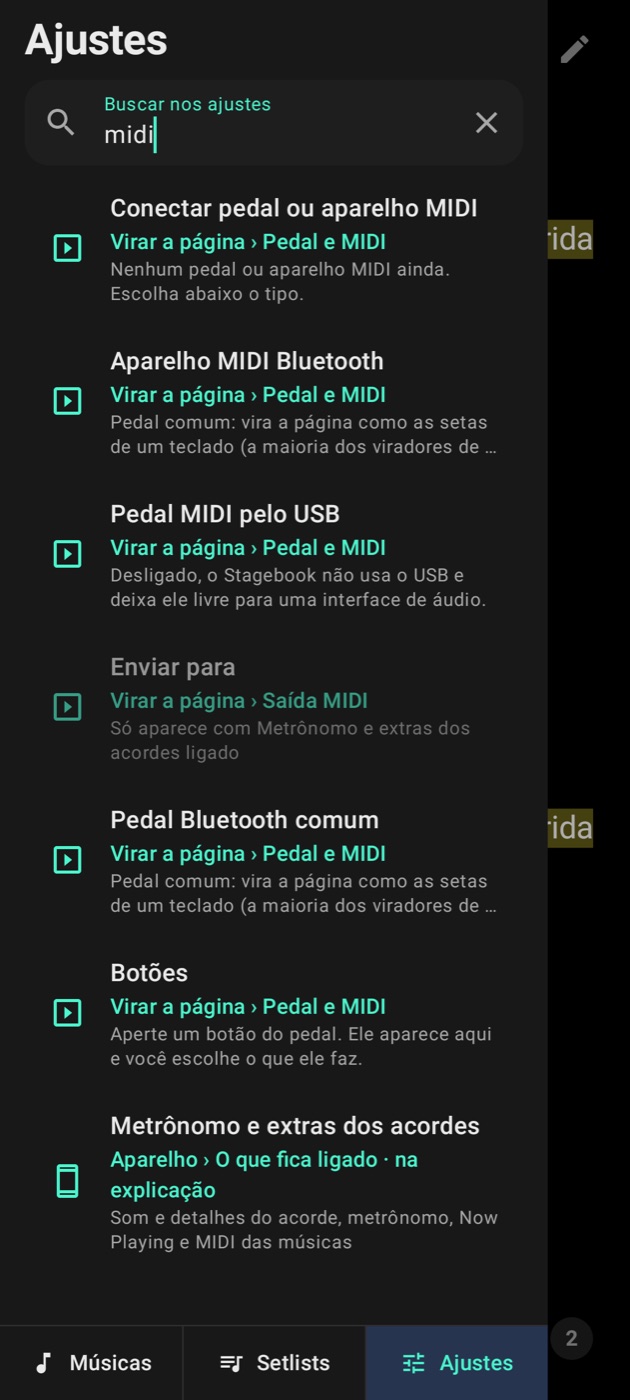 Ajustes
Buscar nos ajustes
midi
Conectar pedal ou aparelho MIDI
Virar a página › Pedal e MIDI
Nenhum pedal ou aparelho MIDI ainda.
Escolha abaixo o tipo.
rida
Aparelho MIDI Bluetooth
Virar a página › Pedal e MIDI
Pedal comum: vira a página como as setas
de um teclado (a maioria dos viradores de …
Pedal MIDI pelo USB
Virar a página › Pedal e MIDI
Desligado, o Stagebook não usa o USB e
deixa ele livre para uma interface de áudio.
Enviar para
Virar a página › Saída MIDI
Só aparece com Metrônomo e extras dos
acordes ligado
Pedal Bluetooth comum
rida
Virar a página › Pedal e MIDI
Pedal comum: vira a página como as setas
de um teclado (a maioria dos viradores de …
Botões
Virar a página › Pedal e MIDI
Aperte um botão do pedal. Ele aparece aqui
e você escolhe o que ele faz.
Metrônomo e extras dos acordes
Aparelho › O que fica ligado · na
explicação
Som e detalhes do acorde, metrônomo, Now
Playing e MIDI das músicas
2
Músicas
Setlists
Ajustes